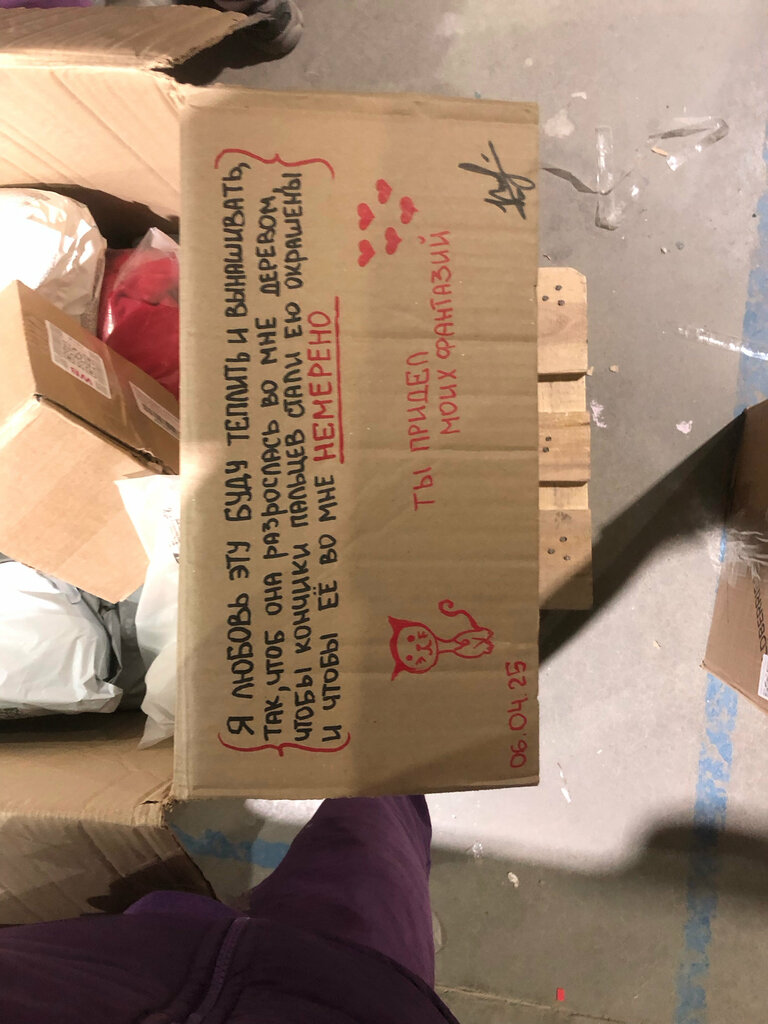 Я ЛЮБОВЬ ЭТУ БУДУ ТЕПЛИТЬ И ВЫНАШИВАТЬ,
ТАК, ЧТОБ ОНА РАЗРОСЛАСЬ ВО МНЕ ДЕРЕВОМ,
ЧТОБЫ КОНЧИКИ ПАЛЬЦЕВ СТАЛИ ЕЮ ОКРАШЕНЫ
И ЧТОБЫ ЕЁ ВО МНЕ НЕМЕРЕНО
ТЫ ПРИДЕЛ
МОИХ ФАНТАЗИЙ
06.04.25
WB